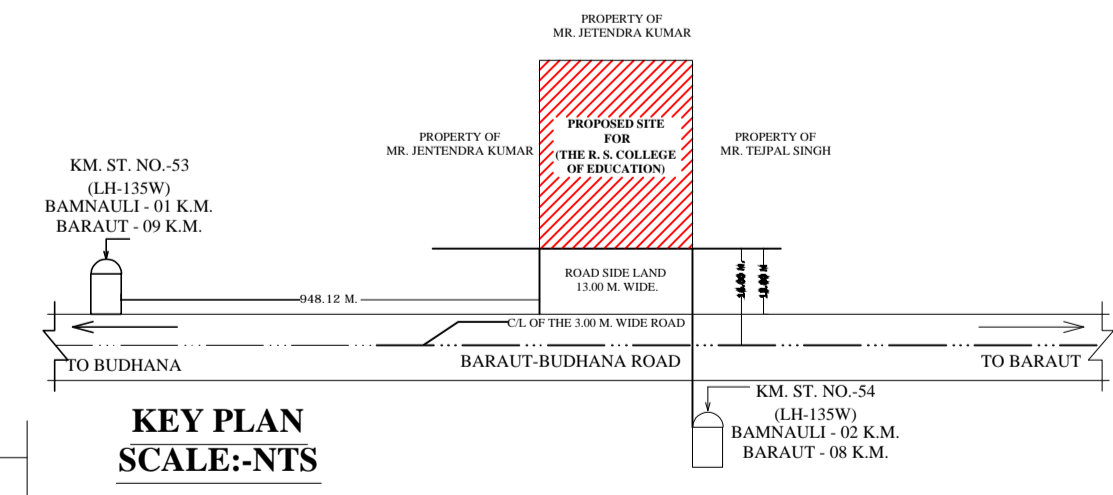 PROPERTY OF
MR. JETENDRA KUMAR
PROPERTY OF
MR. JENTENDRA KUMAR
PROPOSED SITE
FOR
(THE R. S. COLLEGE
OF EDUCATION)
PROPERTY OF
MR. TEJPAL SINGH
KM. ST. NO.-53
(LH-135W)
BAMNAULI - 01 K.M.
BARAUT - 09 K.M.
ROAD SIDE LAND
13.00 M. WIDE.
948.12 M.
C/L OF THE 3.00 M. WIDE ROAD
TO BUDHANA
BARAUT-BUDHANA ROAD
TO BARAUT
KM. ST. NO.-54
(LH-135W)
BAMNAULI - 02 K.M.
BARAUT - 08 K.M.
KEY PLAN
SCALE:-NTS